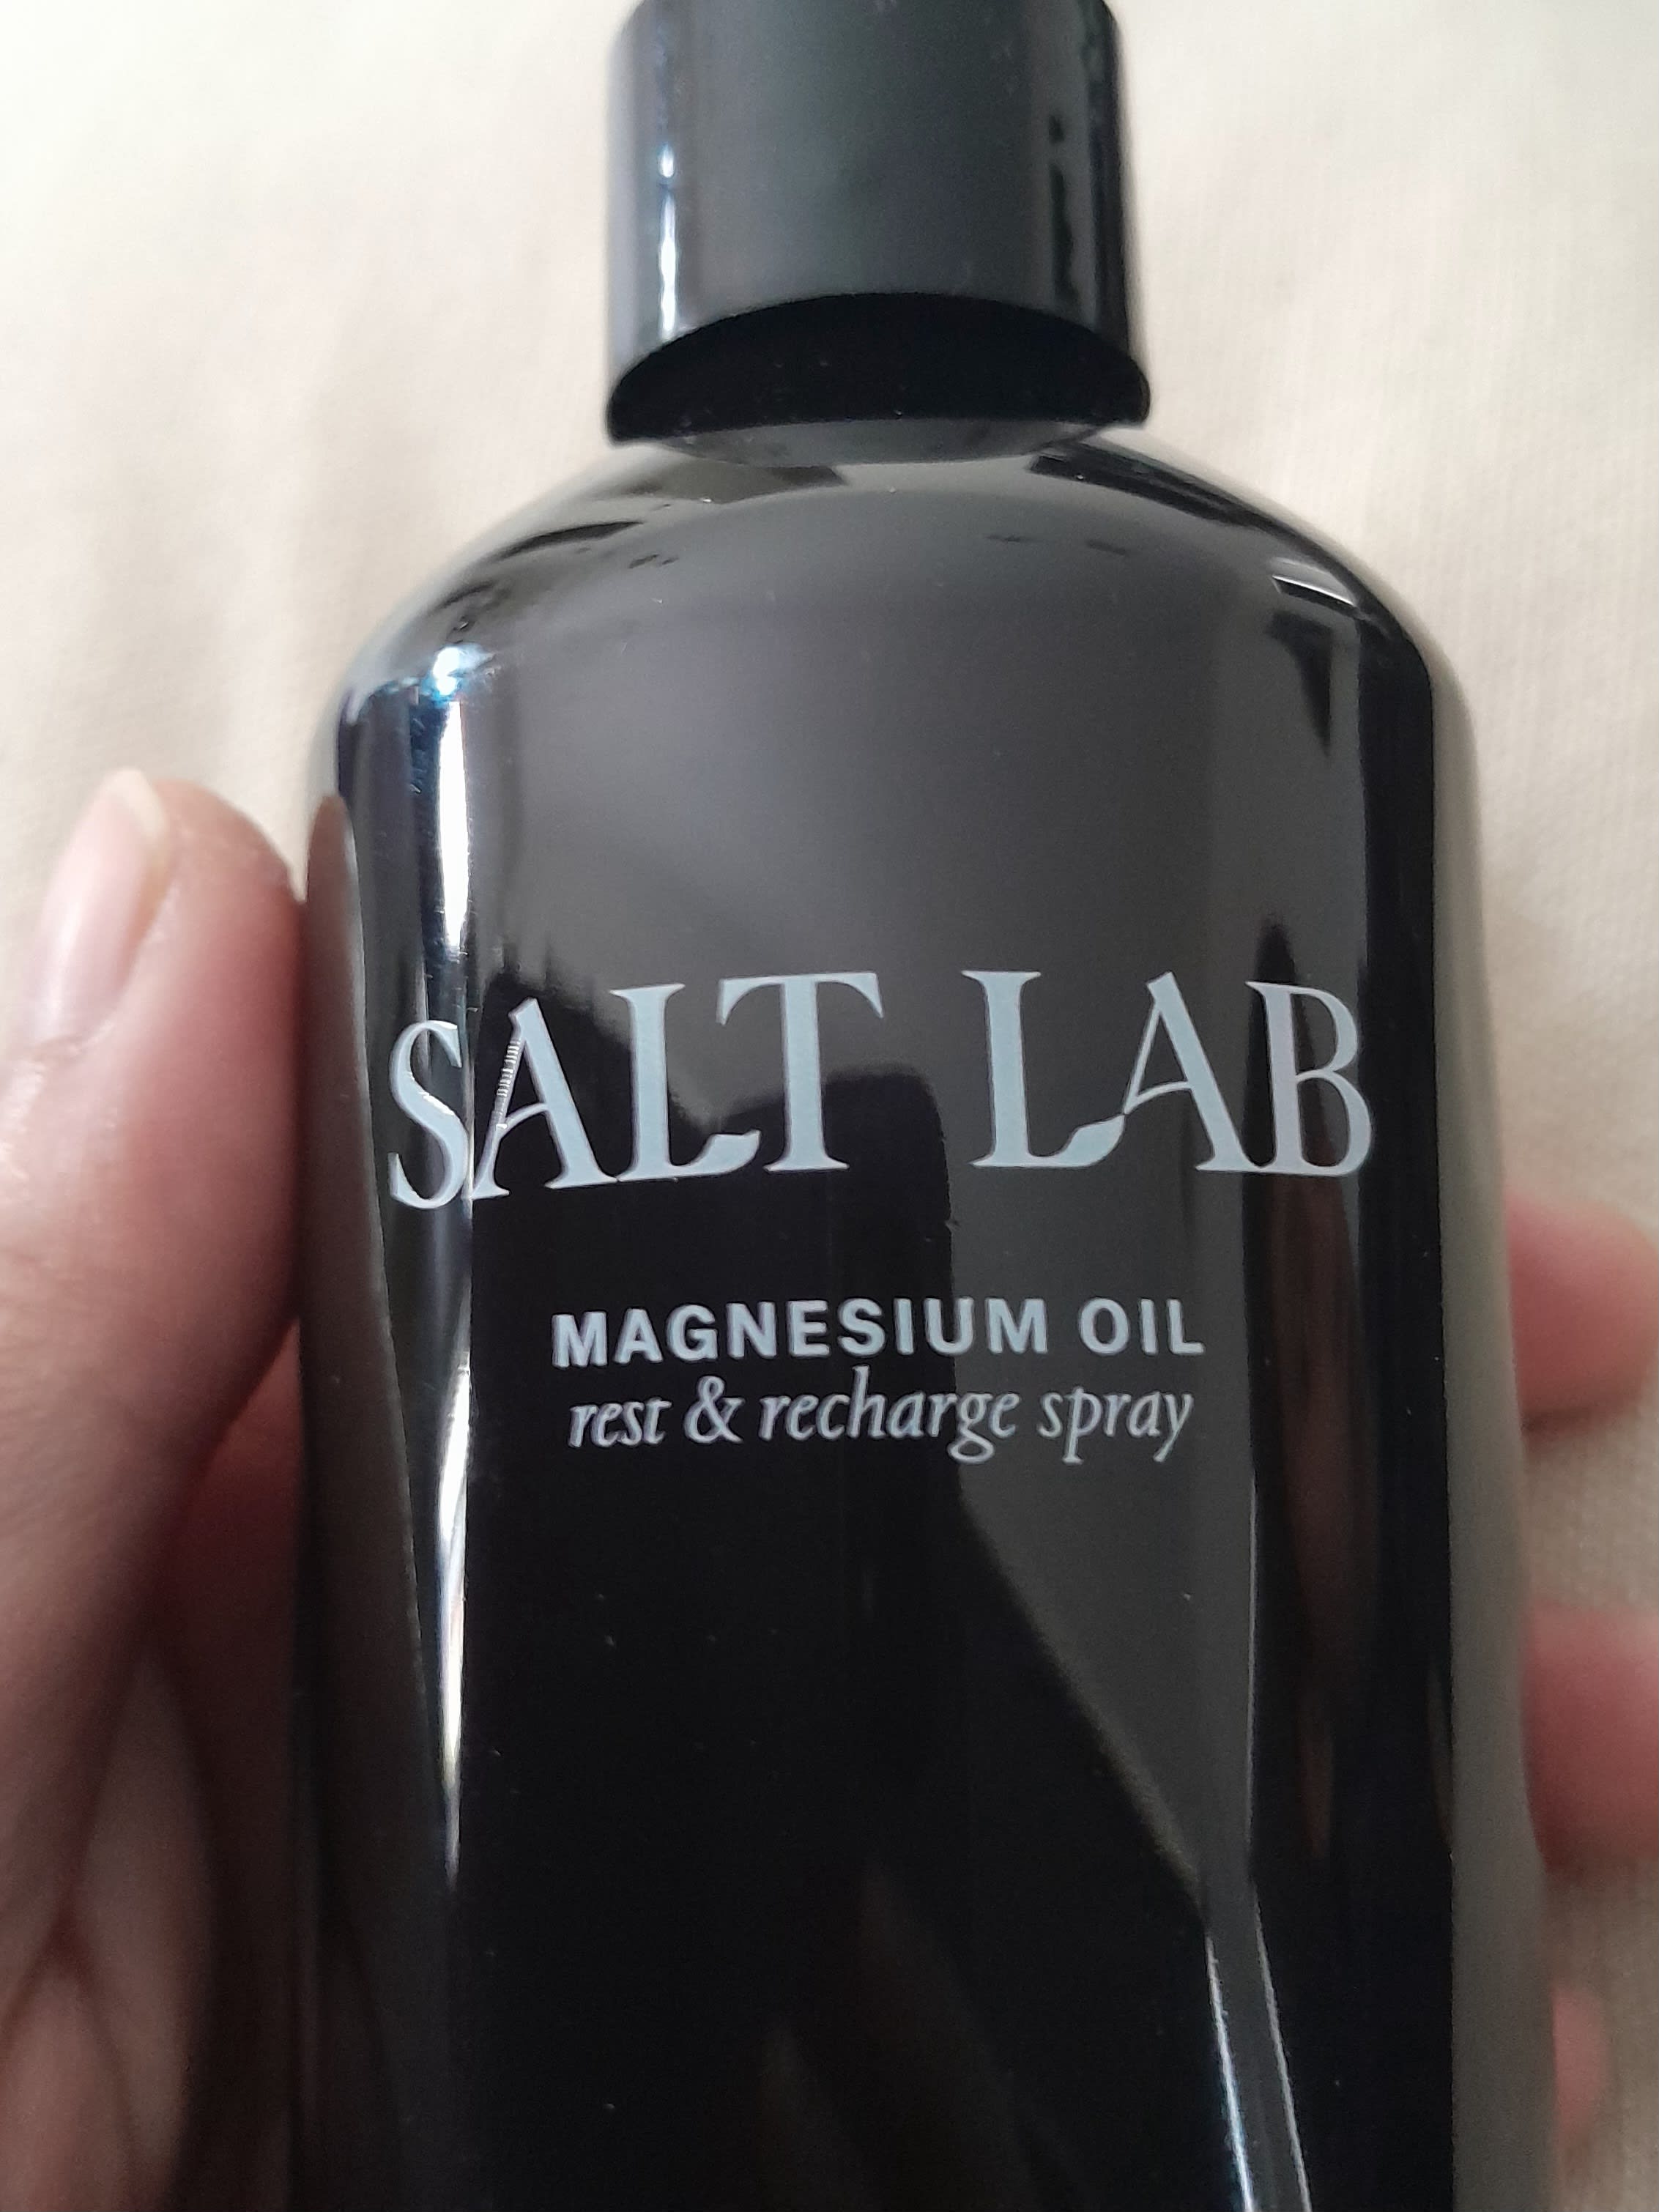 SALT LAB
MAGNESIUM OIL
rest & recharge spray